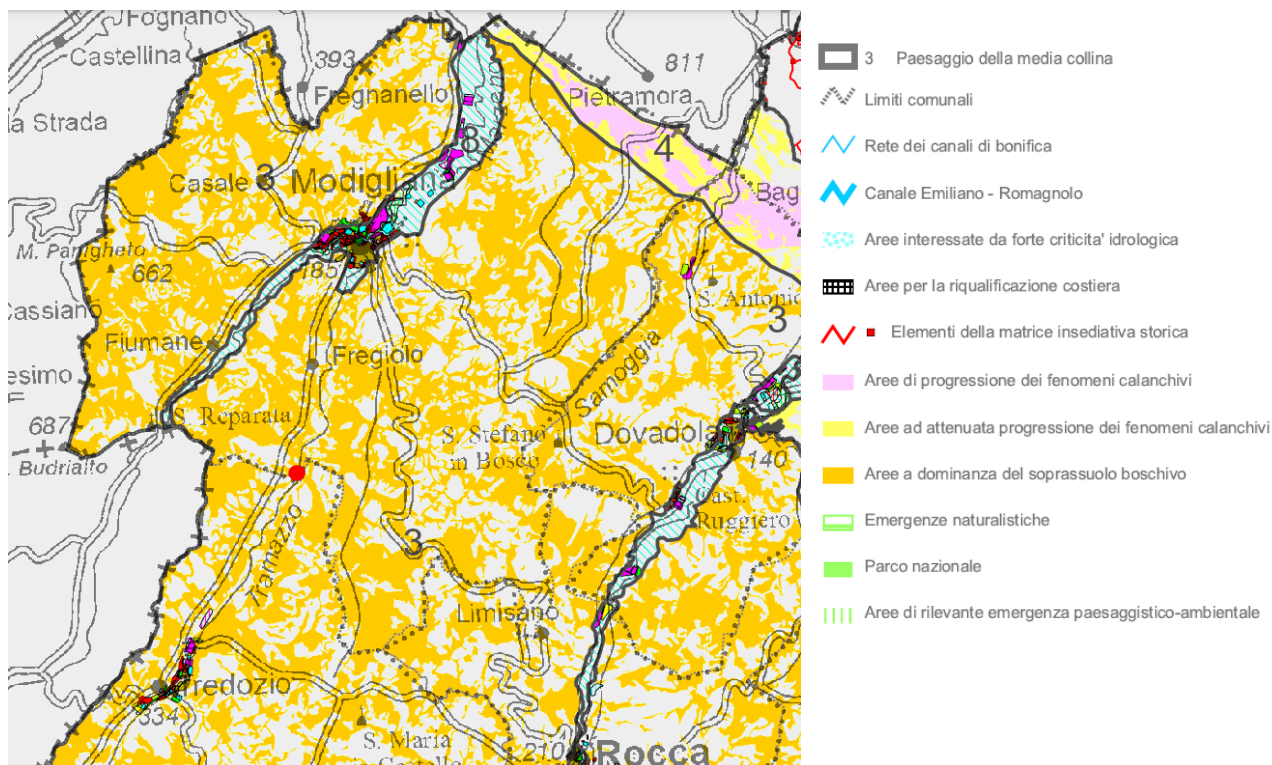 Fognano
Castellina
393
811
Fregnanello
Pietramora
la Strada
8
4
Casale
3
Modigliana
Bag
M. Panigheto
662
185
S. Antonio
Cassiano
3
Fiumane
Fregiolo
Samoggia
esimo
S. Reparata
687
S. Stefano
in Bosco
Dovadola
140
. Budrialto
Cast.
Ruggiero
Tramazzo
3
Limisano
Tredozio
334
S. Maria
in Castello
210
Rocca
3 Paesaggio della media collina
Limiti comunali
Rete dei canali di bonifica
Canale Emiliano - Romagnolo
Aree interessate da forte criticita' idrologica
Aree per la riqualificazione costiera
Elementi della matrice insediativa storica
Aree di progressione dei fenomeni calanchivi
Aree ad attenuata progressione dei fenomeni calanchivi
Aree a dominanza del soprassuolo boschivo
Emergenze naturalistiche
Parco nazionale
Aree di rilevante emergenza paesaggistico-ambientale